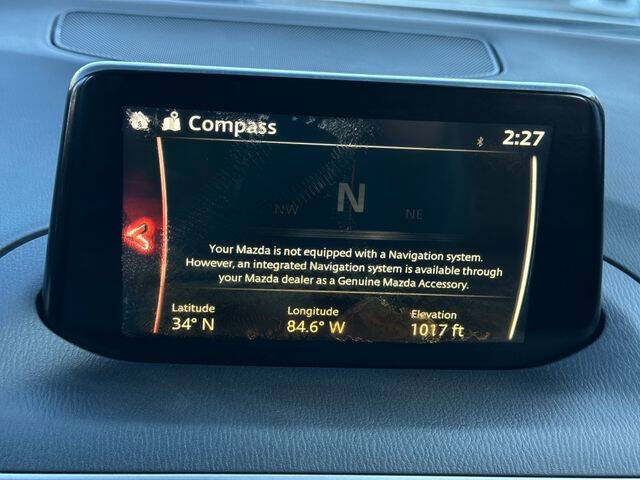 Compass
2:27
N
NW
NE
Your Mazda is not equipped with a Navigation system.
However, an integrated Navigation system is available through
your Mazda dealer as a Genuine Mazda Accessory.
Latitude Longitude Elevation
34° N 84.6° W 1017 ft